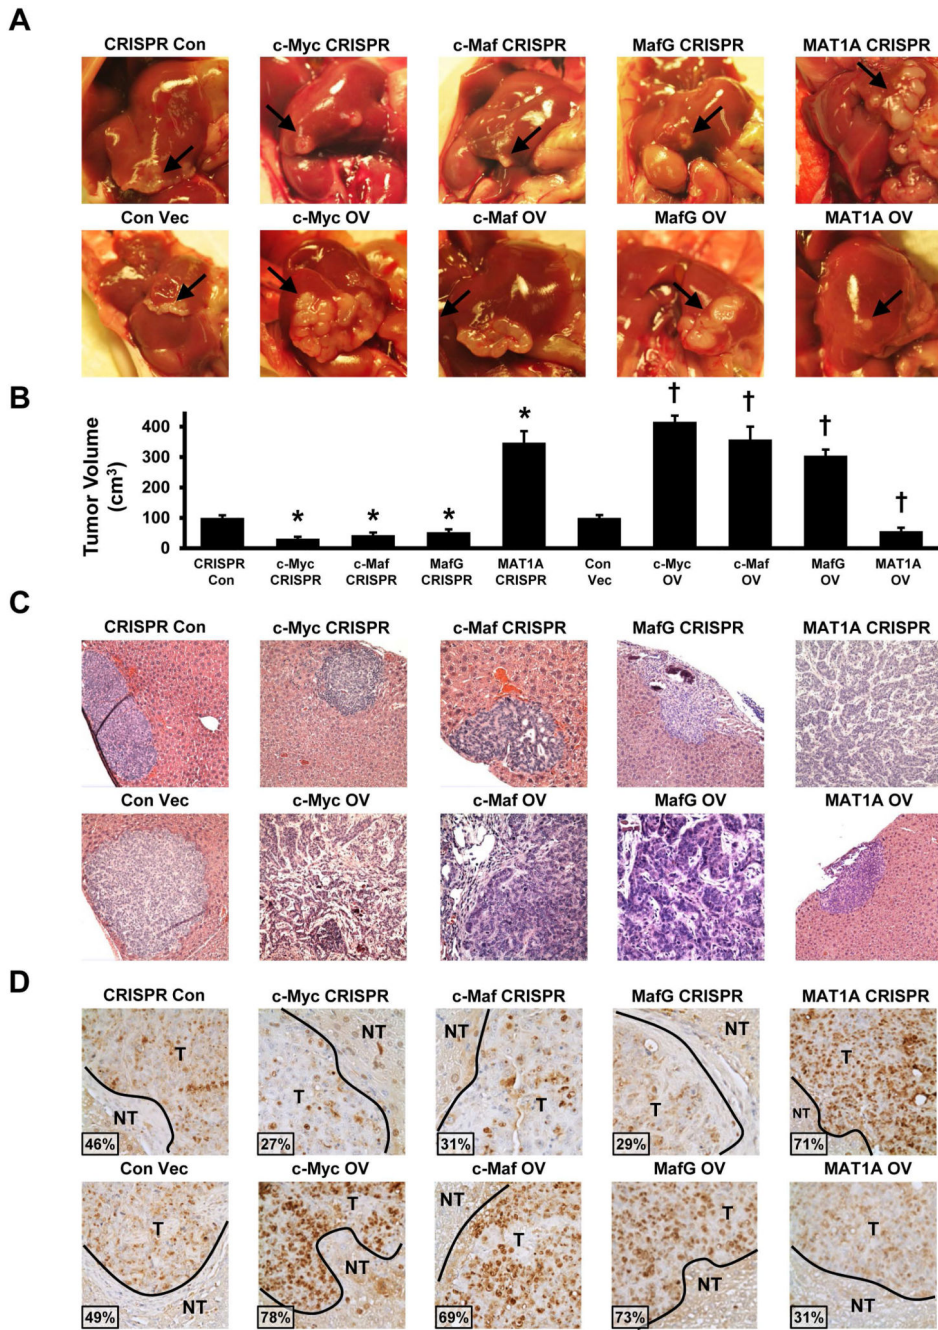 A
CRISPR Con c-Myc CRISPR c-Maf CRISPR MafG CRISPR MAT1A CRISPR
Con Vec c-Myc OV c-Maf OV MafG OV MAT1A OV
B
Tumor Volume
(cm³)
400
300
200
100
0
* * * * † † † †
CRISPR Con
c-Myc CRISPR
c-Maf CRISPR
MafG CRISPR
MAT1A CRISPR
Con Vec
c-Myc OV
c-Maf OV
MafG OV
MAT1A OV
C
CRISPR Con c-Myc CRISPR c-Maf CRISPR MafG CRISPR MAT1A CRISPR
Con Vec c-Myc OV c-Maf OV MafG OV MAT1A OV
D
CRISPR Con c-Myc CRISPR c-Maf CRISPR MafG CRISPR MAT1A CRISPR
T NT 46%
NT T 27%
NT T 31%
NT T 29%
T NT 71%
Con Vec c-Myc OV c-Maf OV MafG OV MAT1A OV
T NT 49%
T NT 78%
NT T 69%
T NT 73%
T NT 31%